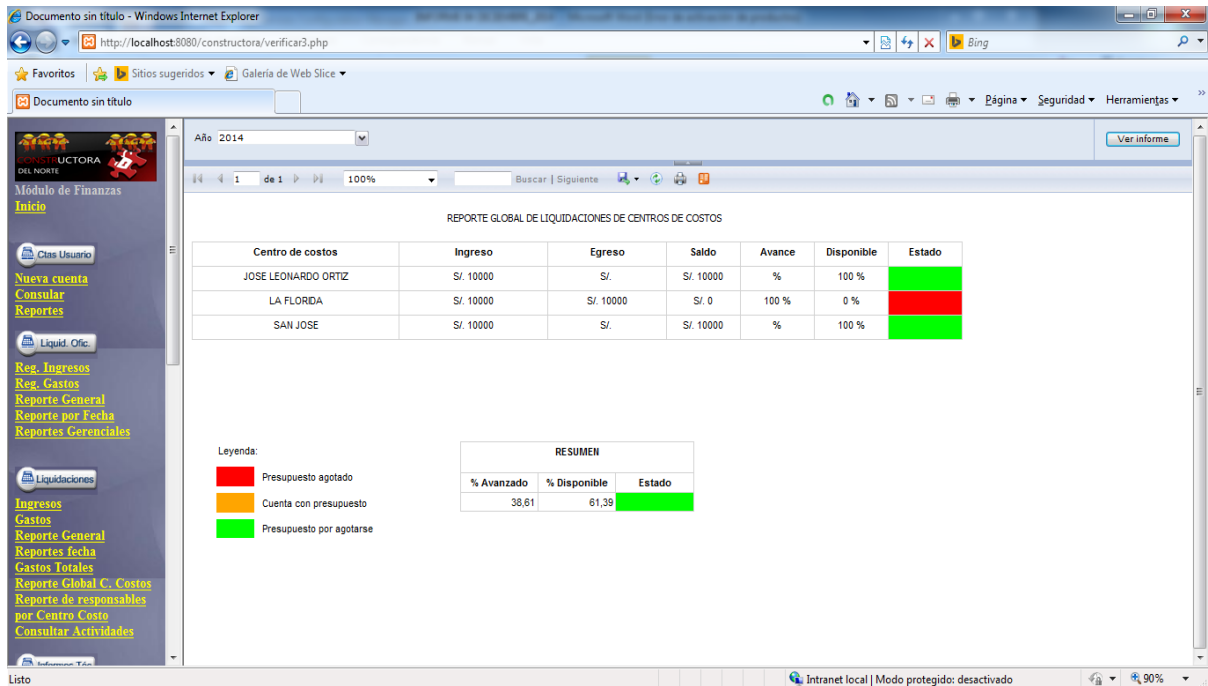 Documento sin título - Windows Internet Explorer
http://localhost:8080/constructora/verificar3.php
Bing
Favoritos Sitios sugeridos Galería de Web Slice
Documento sin título
Página Seguridad Herramientas
CONSTRUCTORA
DEL NORTE
Módulo de Finanzas
Inicio
Ctas Usuario
Nueva cuenta
Consular
Reportes
Liquid. Ofic.
Reg. Ingresos
Reg. Gastos
Reporte General
Reporte por Fecha
Reportes Gerenciales
Liquidaciones
Ingresos
Gastos
Reporte General
Reportes fecha
Gastos Totales
Reporte Global C. Costos
Reporte de responsables
por Centro Costo
Consultar Actividades
Año 2014 Ver informe
1 de 1 100% Buscar | Siguiente
REPORTE GLOBAL DE LIQUIDACIONES DE CENTROS DE COSTOS
Centro de costos Ingreso Egreso Saldo Avance Disponible Estado
JOSE LEONARDO ORTIZ S/. 10000 S/. S/. 10000 % 100 %
LA FLORIDA S/. 10000 S/. 10000 S/. 0 100 % 0 %
SAN JOSE S/. 10000 S/. S/. 10000 % 100 %
Leyenda:
Presupuesto agotado
Cuenta con presupuesto
Presupuesto por agotarse
RESUMEN
% Avanzado % Disponible Estado
38,61 61,39
Listo Intranet local | Modo protegido: desactivado 90%